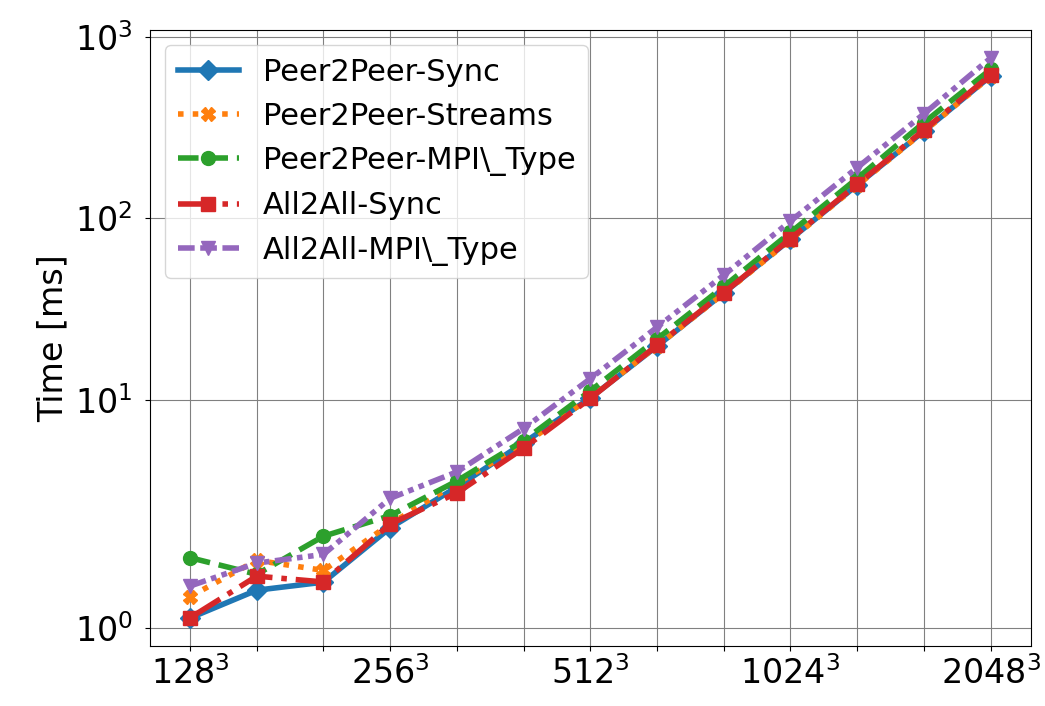 10³
Peer2Peer-Sync
Peer2Peer-Streams
Peer2Peer-MPI\_Type
All2All-Sync
All2All-MPI\_Type
10²
Time [ms]
10¹
10⁰
128³ 256³ 512³ 1024³ 2048³